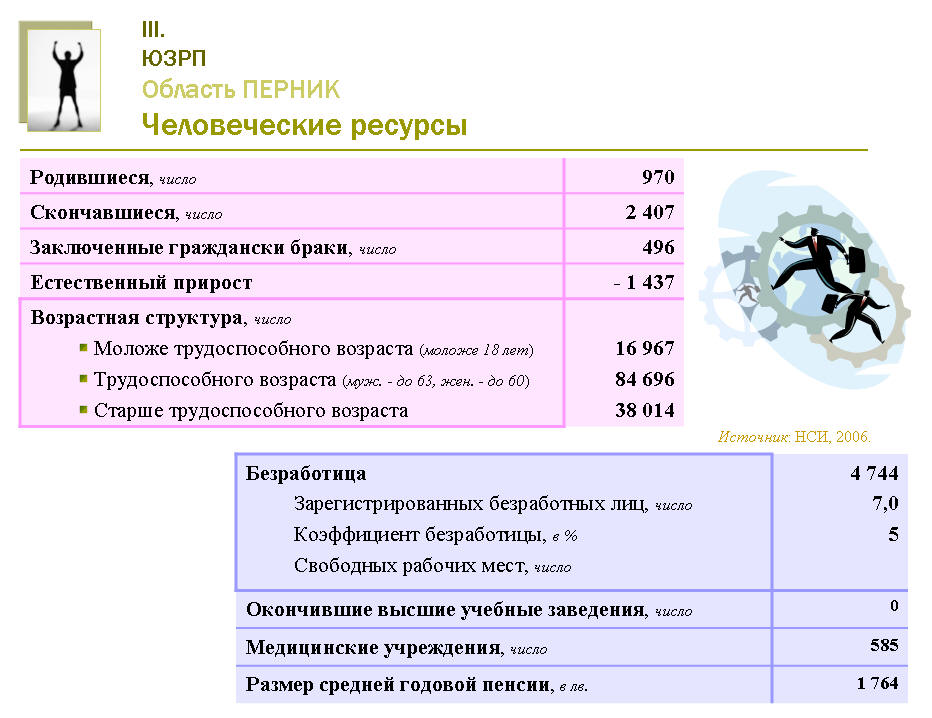 III.
ЮЗРП
Область ПЕРНИК
Человеческие ресурсы
Родившиеся, число 970
Скончавшиеся, число 2 407
Заключенные граждански браки, число 496
Естественный прирост - 1 437
Возрастная структура, число
Моложе трудоспособного возраста (моложе 18 лет) 16 967
Трудоспособного возраста (муж. - до 63, жен. - до 60) 84 696
Старше трудоспособного возраста 38 014
Источник: НСИ, 2006.
Безработица 4 744
Зарегистрированных безработных лиц, число 7,0
Коэффициент безработицы, в % 5
Свободных рабочих мест, число
Окончившие высшие учебные заведения, число 0
Медицинские учреждения, число 585
Размер средней годовой пенсии, в лв. 1 764